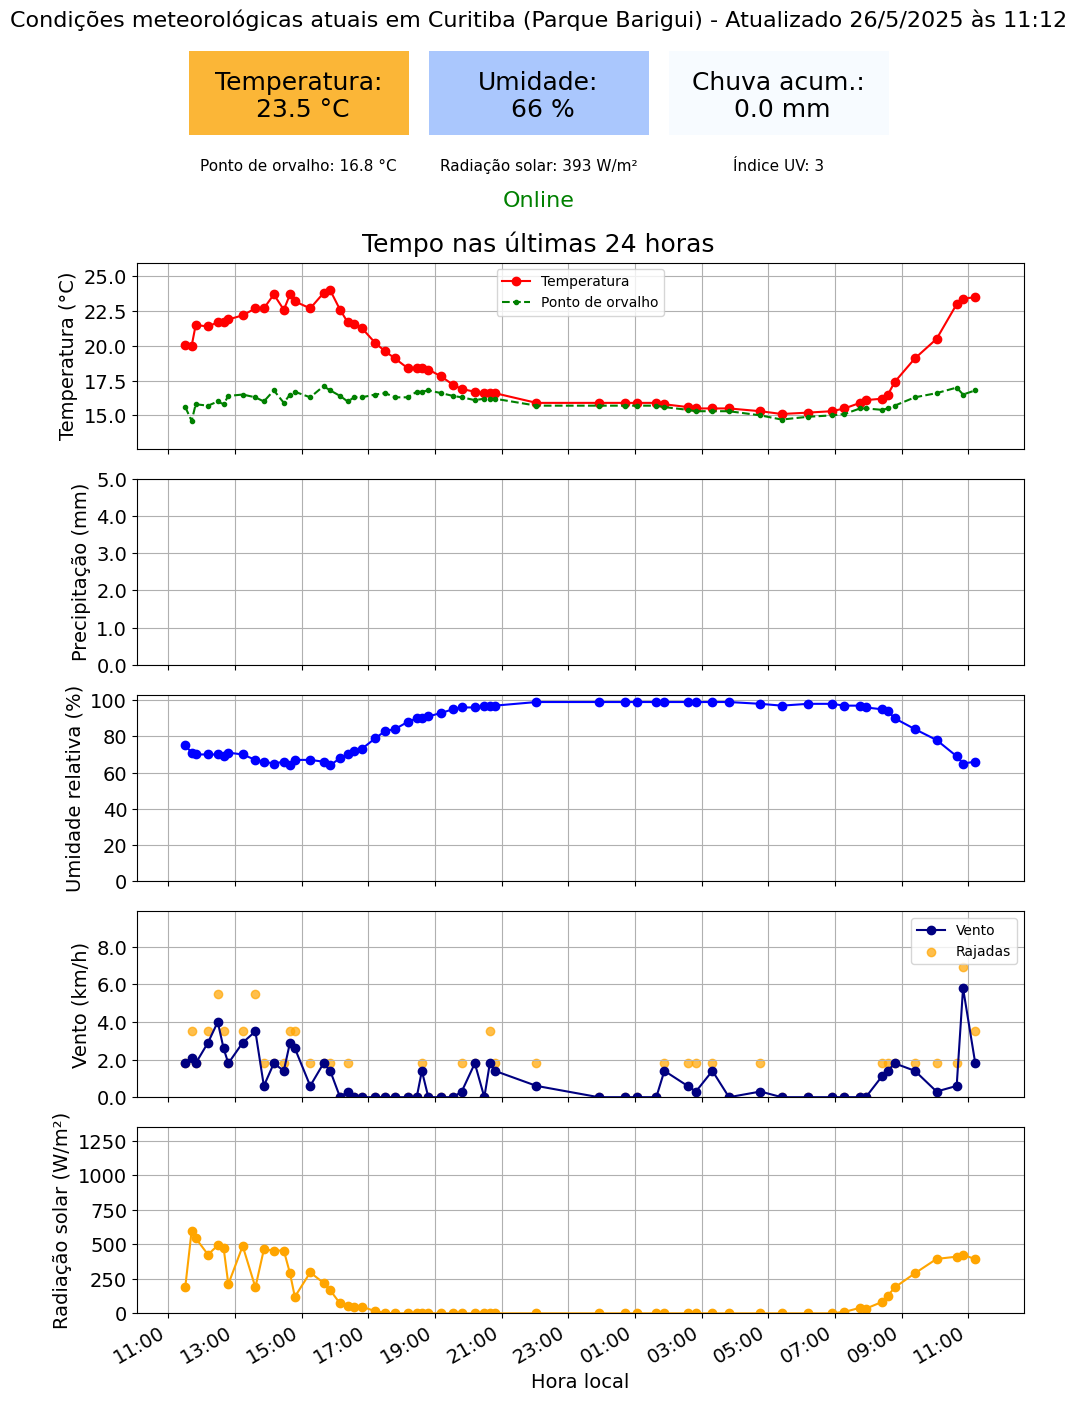 Condições meteorológicas atuais em Curitiba (Parque Barigui) - Atualizado 26/5/2025 às 11:12
Temperatura:
23.5 °C
Umidade:
66 %
Chuva acum.:
0.0 mm
Ponto de orvalho: 16.8 °C
Radiação solar: 393 W/m²
Índice UV: 3
Online
Tempo nas últimas 24 horas
Temperatura (°C)
25.0
22.5
20.0
17.5
15.0
Temperatura
Ponto de orvalho
Precipitação (mm)
5.0
4.0
3.0
2.0
1.0
0.0
Umidade relativa (%)
100
80
60
40
20
0
Vento (km/h)
8.0
6.0
4.0
2.0
0.0
Vento
Rajadas
Radiação solar (W/m²)
1250
1000
750
500
250
0
11:00
13:00
15:00
17:00
19:00
21:00
23:00
01:00
03:00
05:00
07:00
09:00
11:00
Hora local